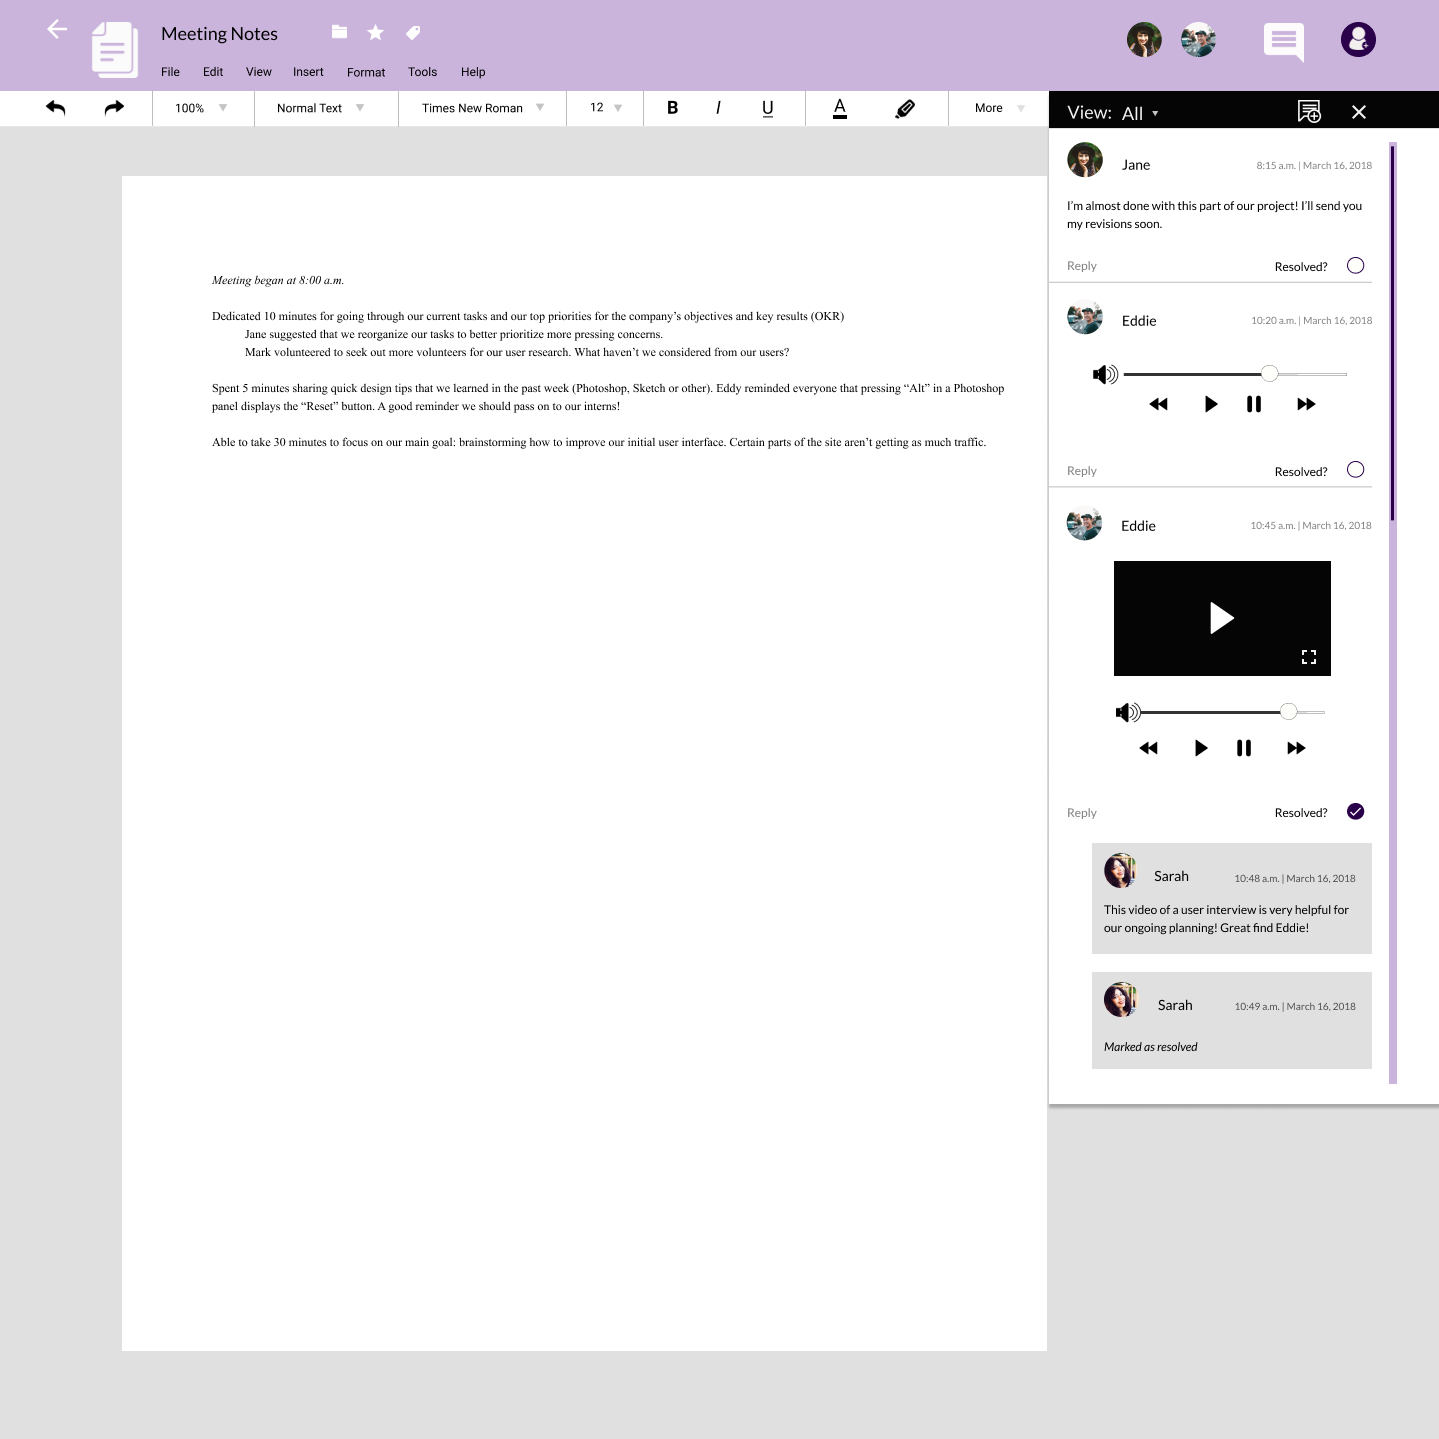 Meeting Notes
File Edit View Insert Format Tools Help
100% Normal Text Times New Roman 12 B I U A More
View: All
Meeting began at 8:00 a.m.
Dedicated 10 minutes for going through our current tasks and our top priorities for the company’s objectives and key results (OKR)
Jane suggested that we reorganize our tasks to better prioritize more pressing concerns.
Mark volunteered to seek out more volunteers for our user research. What haven’t we considered from our users?
Spent 5 minutes sharing quick design tips that we learned in the past week (Photoshop, Sketch or other). Eddy reminded everyone that pressing “Alt” in a Photoshop
panel displays the “Reset” button. A good reminder we should pass on to our interns!
Able to take 30 minutes to focus on our main goal: brainstorming how to improve our initial user interface. Certain parts of the site aren’t getting as much traffic.
Jane 8:15 a.m. | March 16, 2018
I’m almost done with this part of our project! I’ll send you
my revisions soon.
Reply Resolved?
Eddie 10:20 a.m. | March 16, 2018
Reply Resolved?
Eddie 10:45 a.m. | March 16, 2018
Reply Resolved?
Sarah 10:48 a.m. | March 16, 2018
This video of a user interview is very helpful for
our ongoing planning! Great find Eddie!
Sarah 10:49 a.m. | March 16, 2018
Marked as resolved